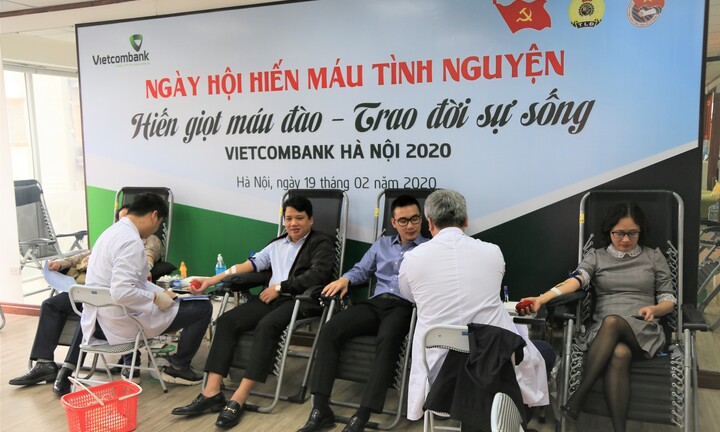 Vietcombank
NGÀY HỘI HIẾN MÁU TÌNH NGUYỆN
Hiến giọt máu đào – Trao đời sự sống
VIETCOMBANK HÀ NỘI 2020
Hà Nội, ngày 19 tháng 02 năm 2020
TLĐ